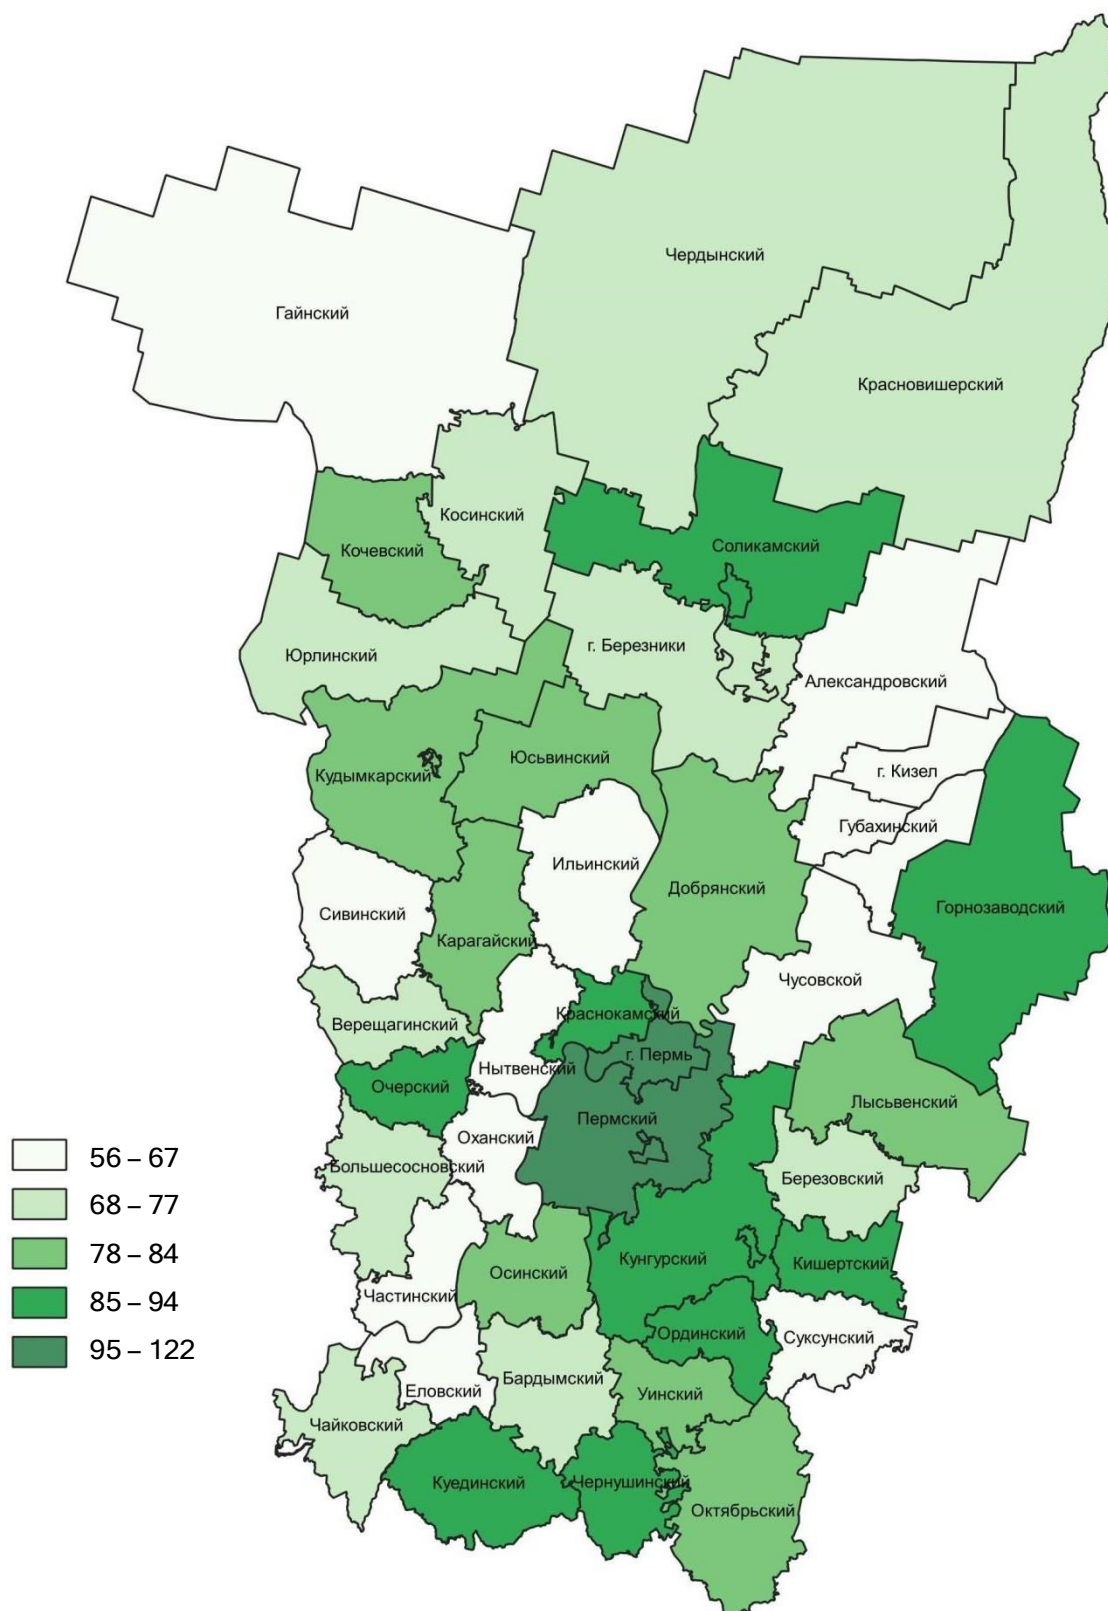 Чердынский
Гайнский
Красновишерский
Косинский
Кочевский
Соликамский
г. Березники
Юрлинский
Александровский
Юсьвинский
г. Кизел
Кудымкарский
Губахинский
Ильинский
Добрянский
Сивинский
Горнозаводский
Карагайский
Чусовской
Краснокамский
Верещагинский
г. Пермь
Нытвенский
Очерский
Лысьвенский
Пермский
Оханский
56 – 67
Большесосновский
Березовский
68 – 77
78 – 84
Кунгурский
Кишертский
Осинский
Частинский
85 – 94
Ординский
Суксунский
95 – 122
Бардымский
Еловский
Уинский
Чайковский
Куединский
Чернушинский
Октябрьский